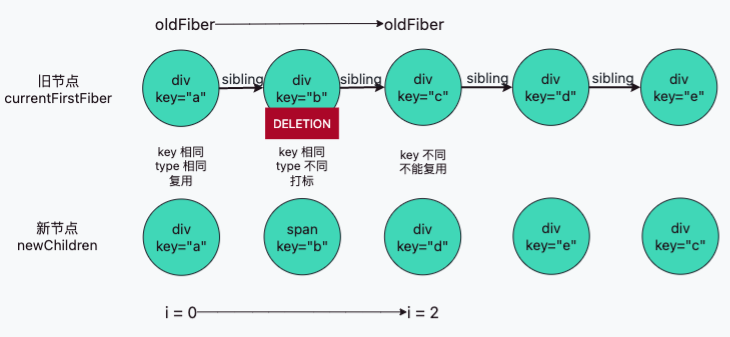 oldFiber oldFiber
旧节点
currentFirstFiber
div
key="a"
sibling
div
key="b"
DELETION
sibling
div
key="c"
sibling
div
key="d"
sibling
div
key="e"
key 相同
type 相同
复用
key 相同
type 不同
打标
key 不同
不能复用
新节点
newChildren
div
key="a"
span
key="b"
div
key="d"
div
key="e"
div
key="c"
i = 0 i = 2